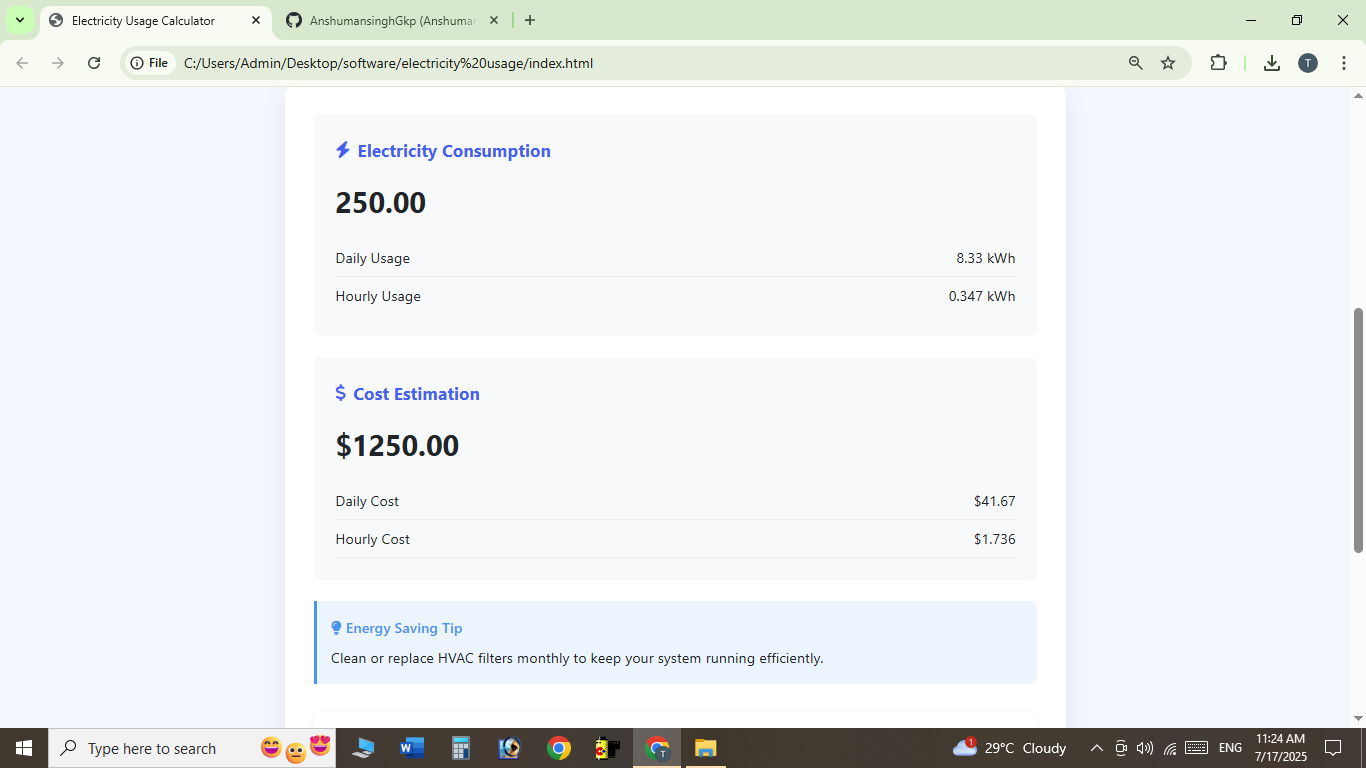 Electricity Usage Calculator
AnshumansinghGkp (Anshuman
File
C:/Users/Admin/Desktop/software/electricity%20usage/index.html
T
Electricity Consumption
250.00
Daily Usage 8.33 kWh
Hourly Usage 0.347 kWh
$ Cost Estimation
$1250.00
Daily Cost $41.67
Hourly Cost $1.736
Energy Saving Tip
Clean or replace HVAC filters monthly to keep your system running efficiently.
Type here to search
1
29°C Cloudy
ENG
11:24 AM
7/17/2025